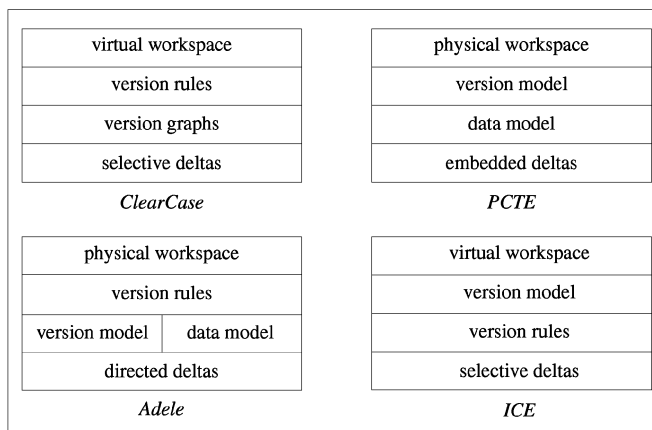 virtual workspace
version rules
version graphs
selective deltas
ClearCase
physical workspace
version model
data model
embedded deltas
PCTE
physical workspace
version rules
version model data model
directed deltas
Adele
virtual workspace
version model
version rules
selective deltas
ICE